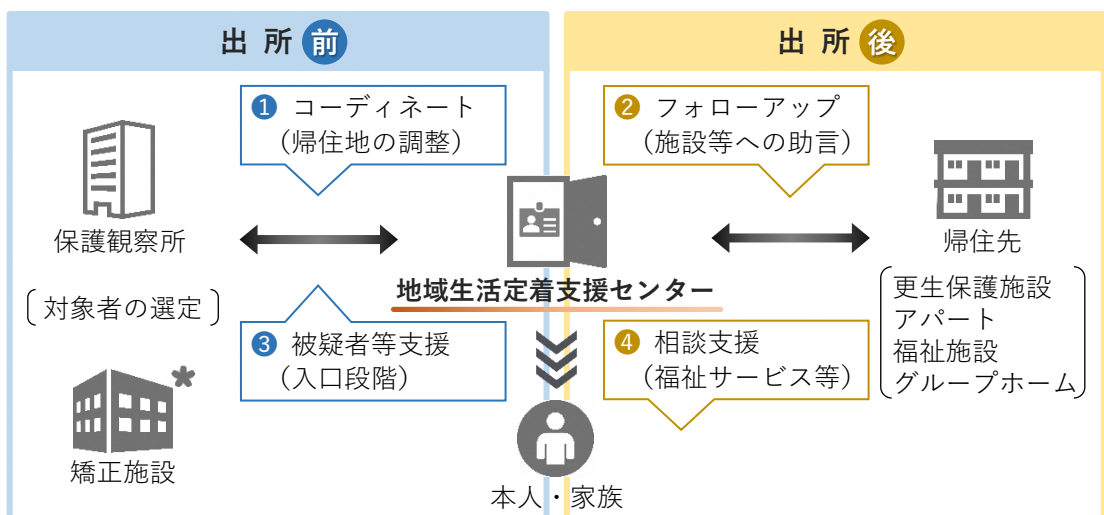 出所前
出所後
❶ コーディネート
(帰住地の調整)
❷ フォローアップ
(施設等への助言)
保護観察所
帰住先
〔対象者の選定〕
地域生活定着支援センター
更生保護施設
アパート
福祉施設
グループホーム
❸ 被疑者等支援
(入口段階)
❹ 相談支援
(福祉サービス等)
*
矯正施設
本人・家族